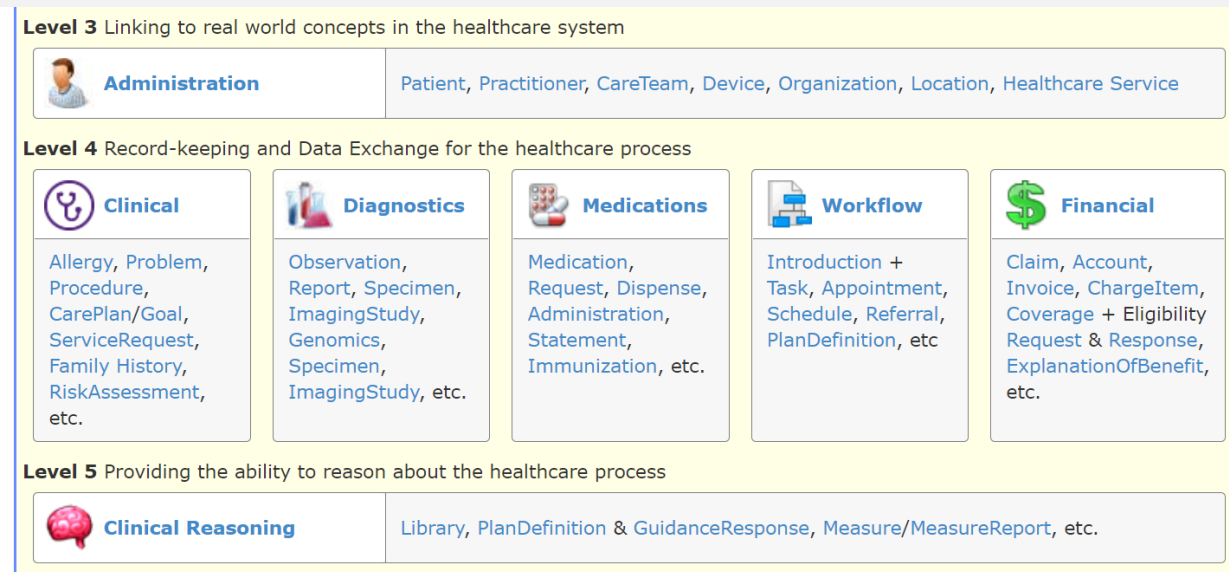 Level 3 Linking to real world concepts in the healthcare system
Administration
Patient, Practitioner, CareTeam, Device, Organization, Location, Healthcare Service
Level 4 Record-keeping and Data Exchange for the healthcare process
Clinical
Allergy, Problem,
Procedure,
CarePlan/Goal,
ServiceRequest,
Family History,
RiskAssessment,
etc.
Diagnostics
Observation,
Report, Specimen,
ImagingStudy,
Genomics,
Specimen,
ImagingStudy, etc.
Medications
Medication,
Request, Dispense,
Administration,
Statement,
Immunization, etc.
Workflow
Introduction +
Task, Appointment,
Schedule, Referral,
PlanDefinition, etc
Financial
Claim, Account,
Invoice, ChargeItem,
Coverage + Eligibility
Request & Response,
ExplanationOfBenefit,
etc.
Level 5 Providing the ability to reason about the healthcare process
Clinical Reasoning
Library, PlanDefinition & GuidanceResponse, Measure/MeasureReport, etc.